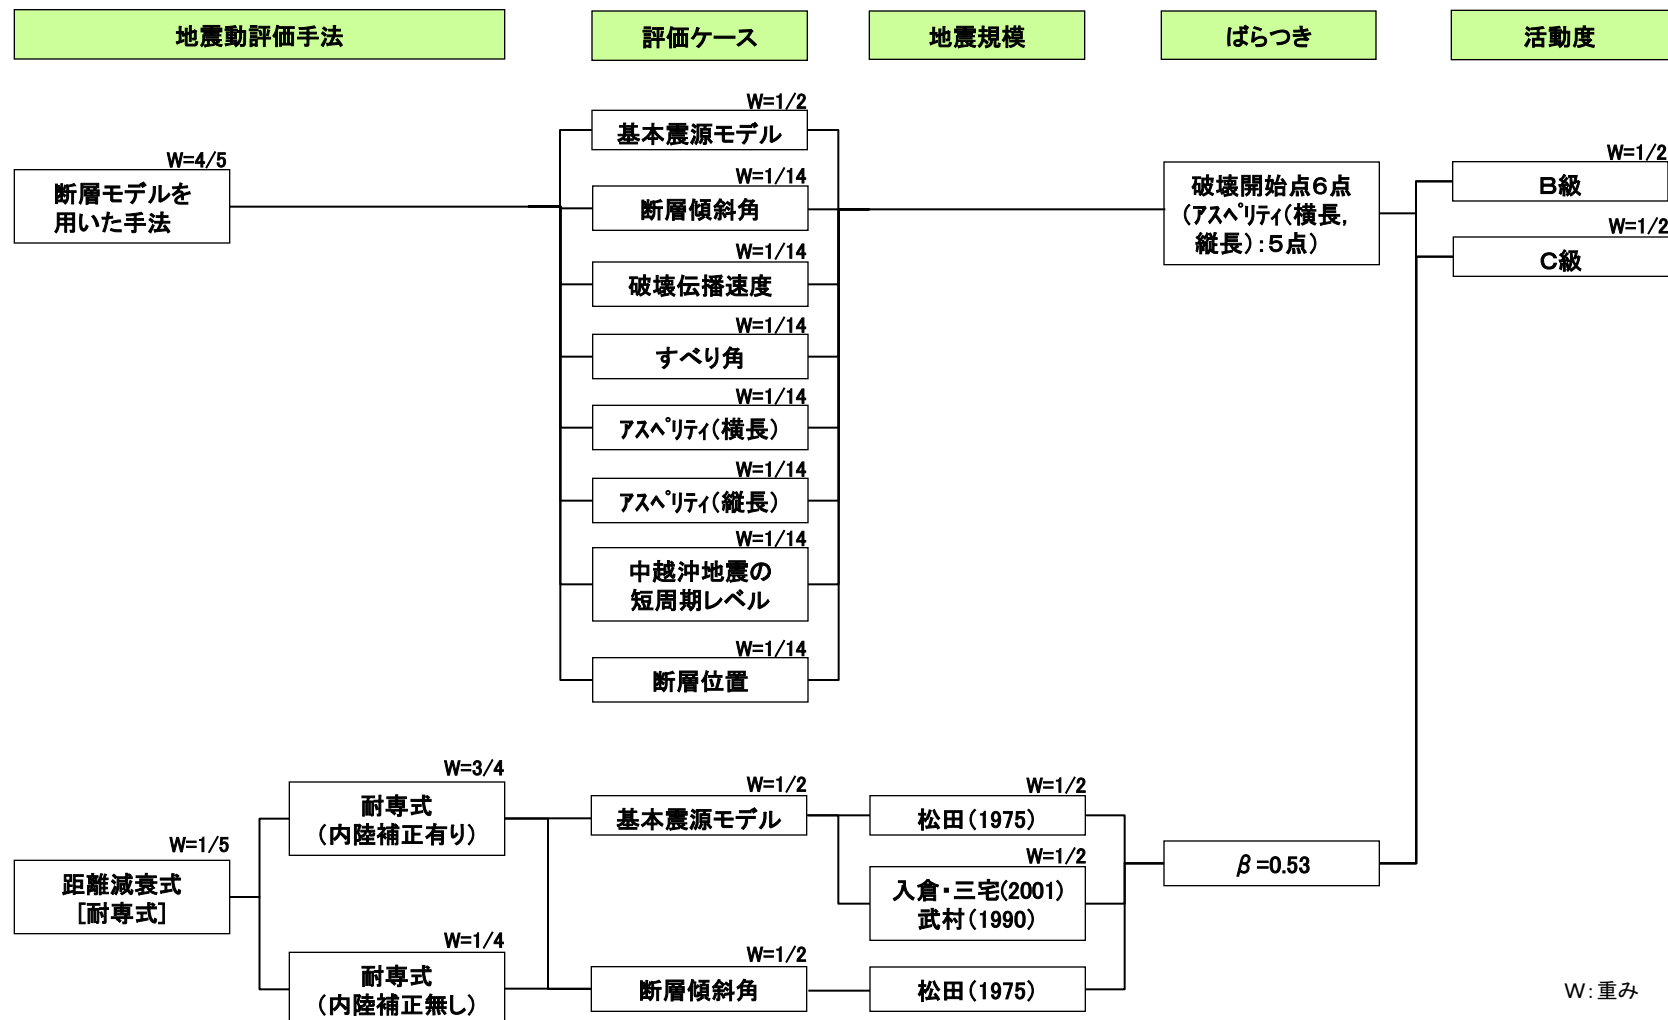 地震動評価手法
評価ケース
地震規模
ばらつき
活動度
W=4/5
断層モデルを
用いた手法
W=1/2
基本震源モデル
W=1/14
断層傾斜角
W=1/14
破壊伝播速度
W=1/14
すべり角
W=1/14
アスペリティ(横長)
W=1/14
アスペリティ(縦長)
W=1/14
中越沖地震の
短周期レベル
W=1/14
断層位置
破壊開始点6点
(アスペリティ(横長,
縦長):5点)
W=1/2
B級
W=1/2
C級
W=1/5
距離減衰式
[耐専式]
W=3/4
耐専式
(内陸補正有り)
W=1/4
耐専式
(内陸補正無し)
W=1/2
基本震源モデル
W=1/2
断層傾斜角
W=1/2
松田(1975)
W=1/2
入倉・三宅(2001)
武村(1990)
松田(1975)
β=0.53
W:重み